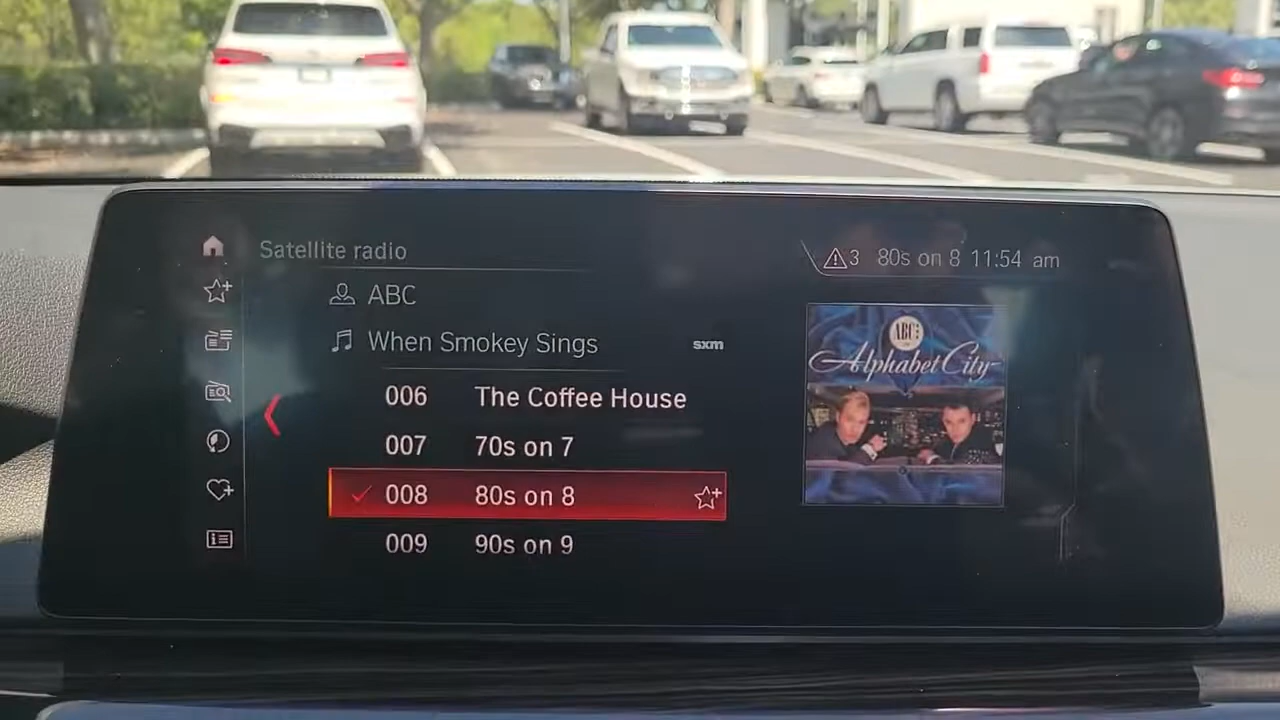 Satellite radio
3 80s on 8 11:54 am
ABC
When Smokey Sings
sxm
006 The Coffee House
007 70s on 7
008 80s on 8
009 90s on 9
ABC
Alphabet City